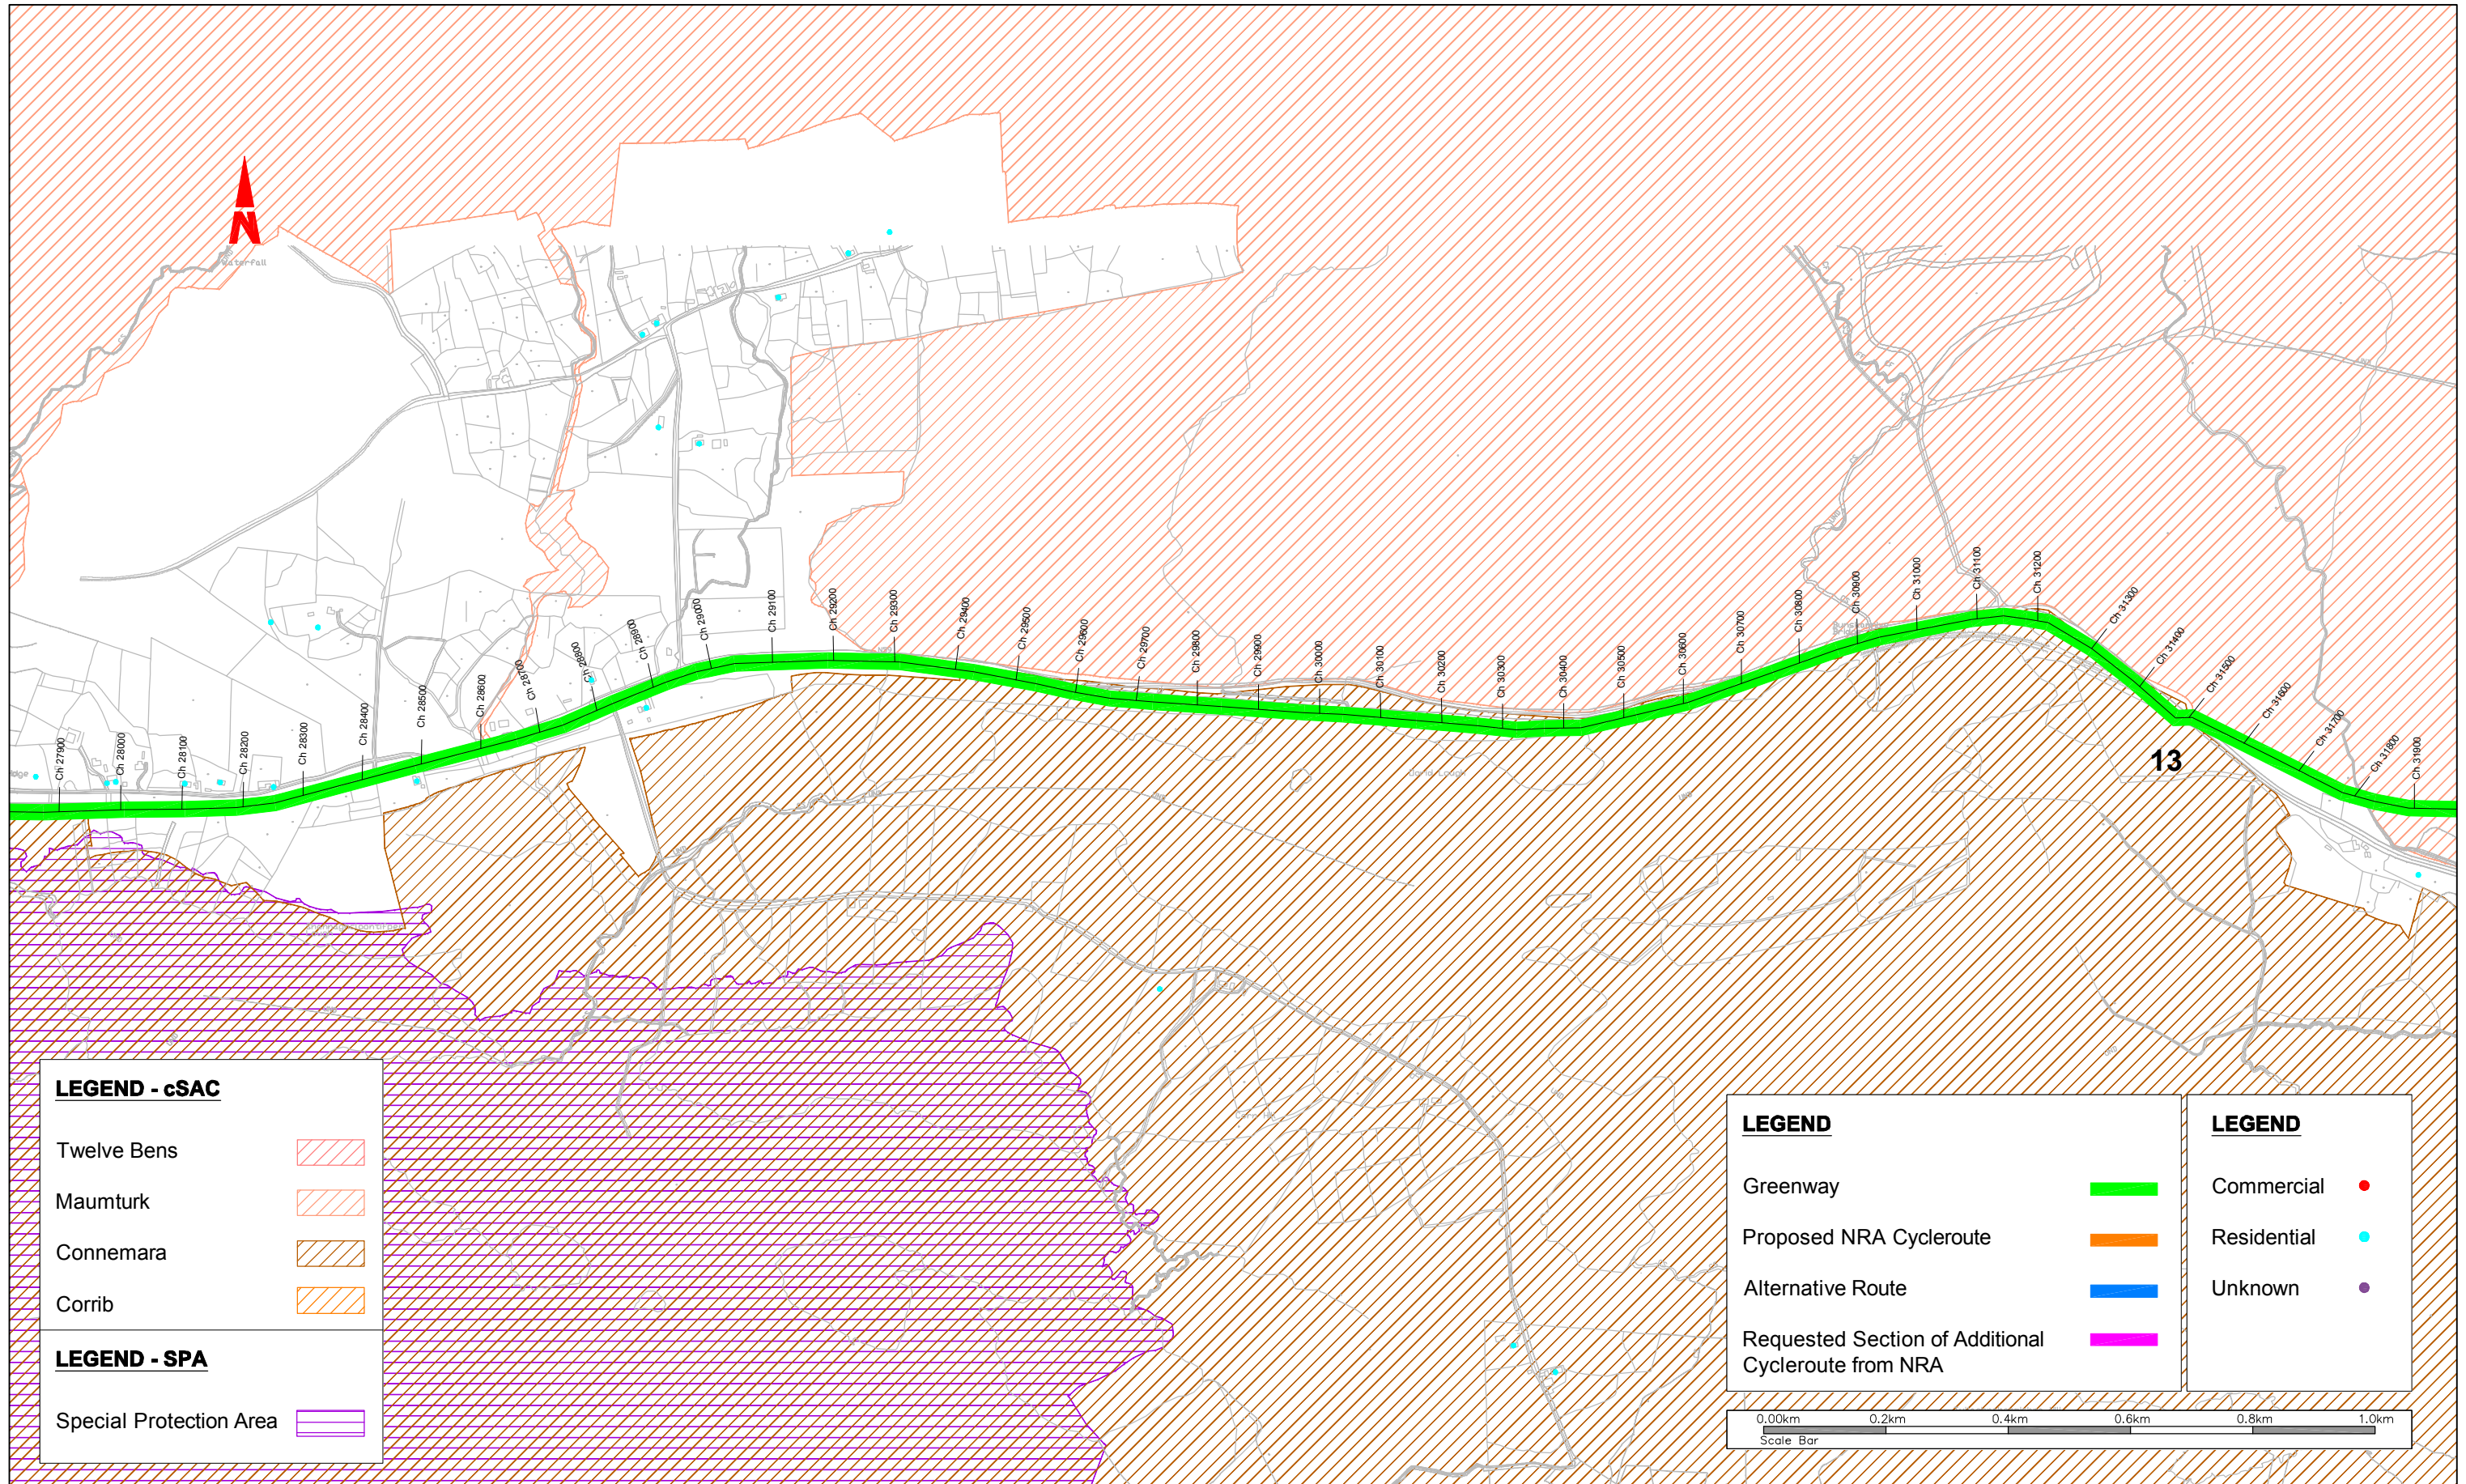 N
Waterfall
Ch 27900
Ch 28000
Ch 28100
Ch 28200
Ch 28300
Ch 28400
Ch 28500
Ch 28600
Ch 28700
Ch 28800
Ch 28900
Ch 29000
Ch 29100
Ch 29200
Ch 29300
Ch 29400
Ch 29500
Ch 29600
Ch 29700
Ch 29800
Ch 29900
Ch 30000
Ch 30100
Ch 30200
Ch 30300
Ch 30400
Ch 30500
Ch 30600
Ch 30700
Ch 30800
Ch 30900
Ch 31000
Ch 31100
Ch 31200
Ch 31300
Ch 31400
Ch 31500
Ch 31600
Ch 31700
Ch 31800
Ch 31900
13
LEGEND - cSAC
Twelve Bens
Maumturk
Connemara
Corrib
LEGEND - SPA
Special Protection Area
LEGEND
Greenway
Proposed NRA Cycleroute
Alternative Route
Requested Section of Additional
Cycleroute from NRA
LEGEND
Commercial
Residential
Unknown
0.00km 0.2km 0.4km 0.6km 0.8km 1.0km
Scale Bar